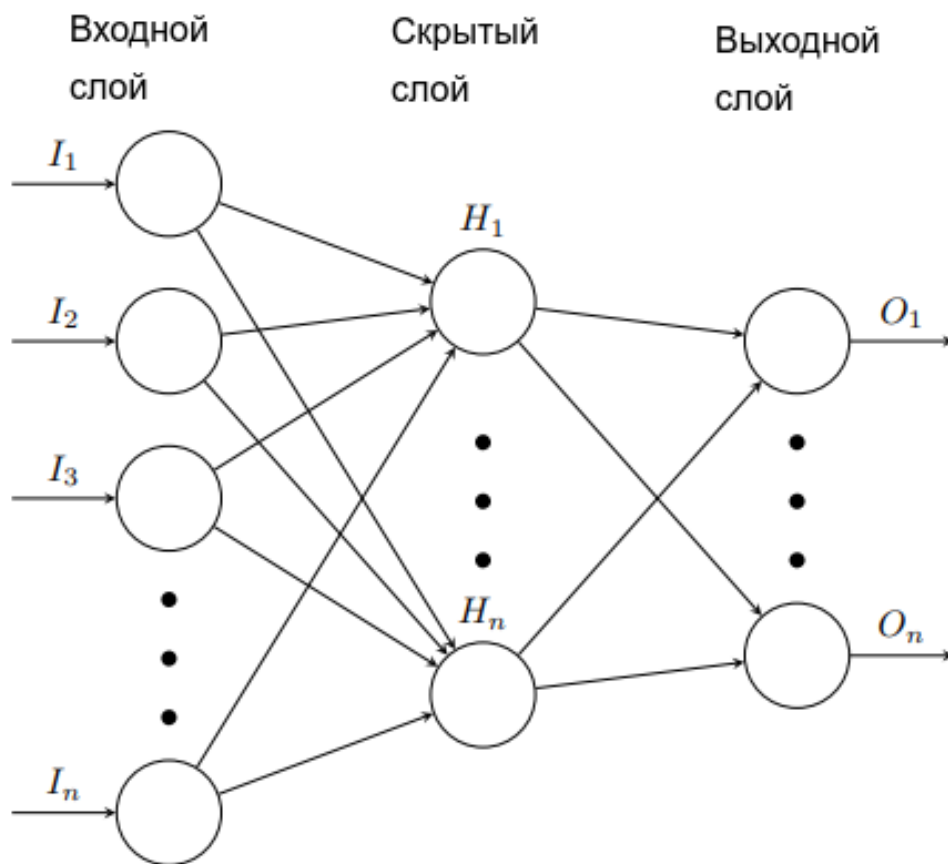 Входной
слой
Скрытый
слой
Выходной
слой
I₁
I₂
I₃
Iₙ
H₁
Hₙ
O₁
Oₙ